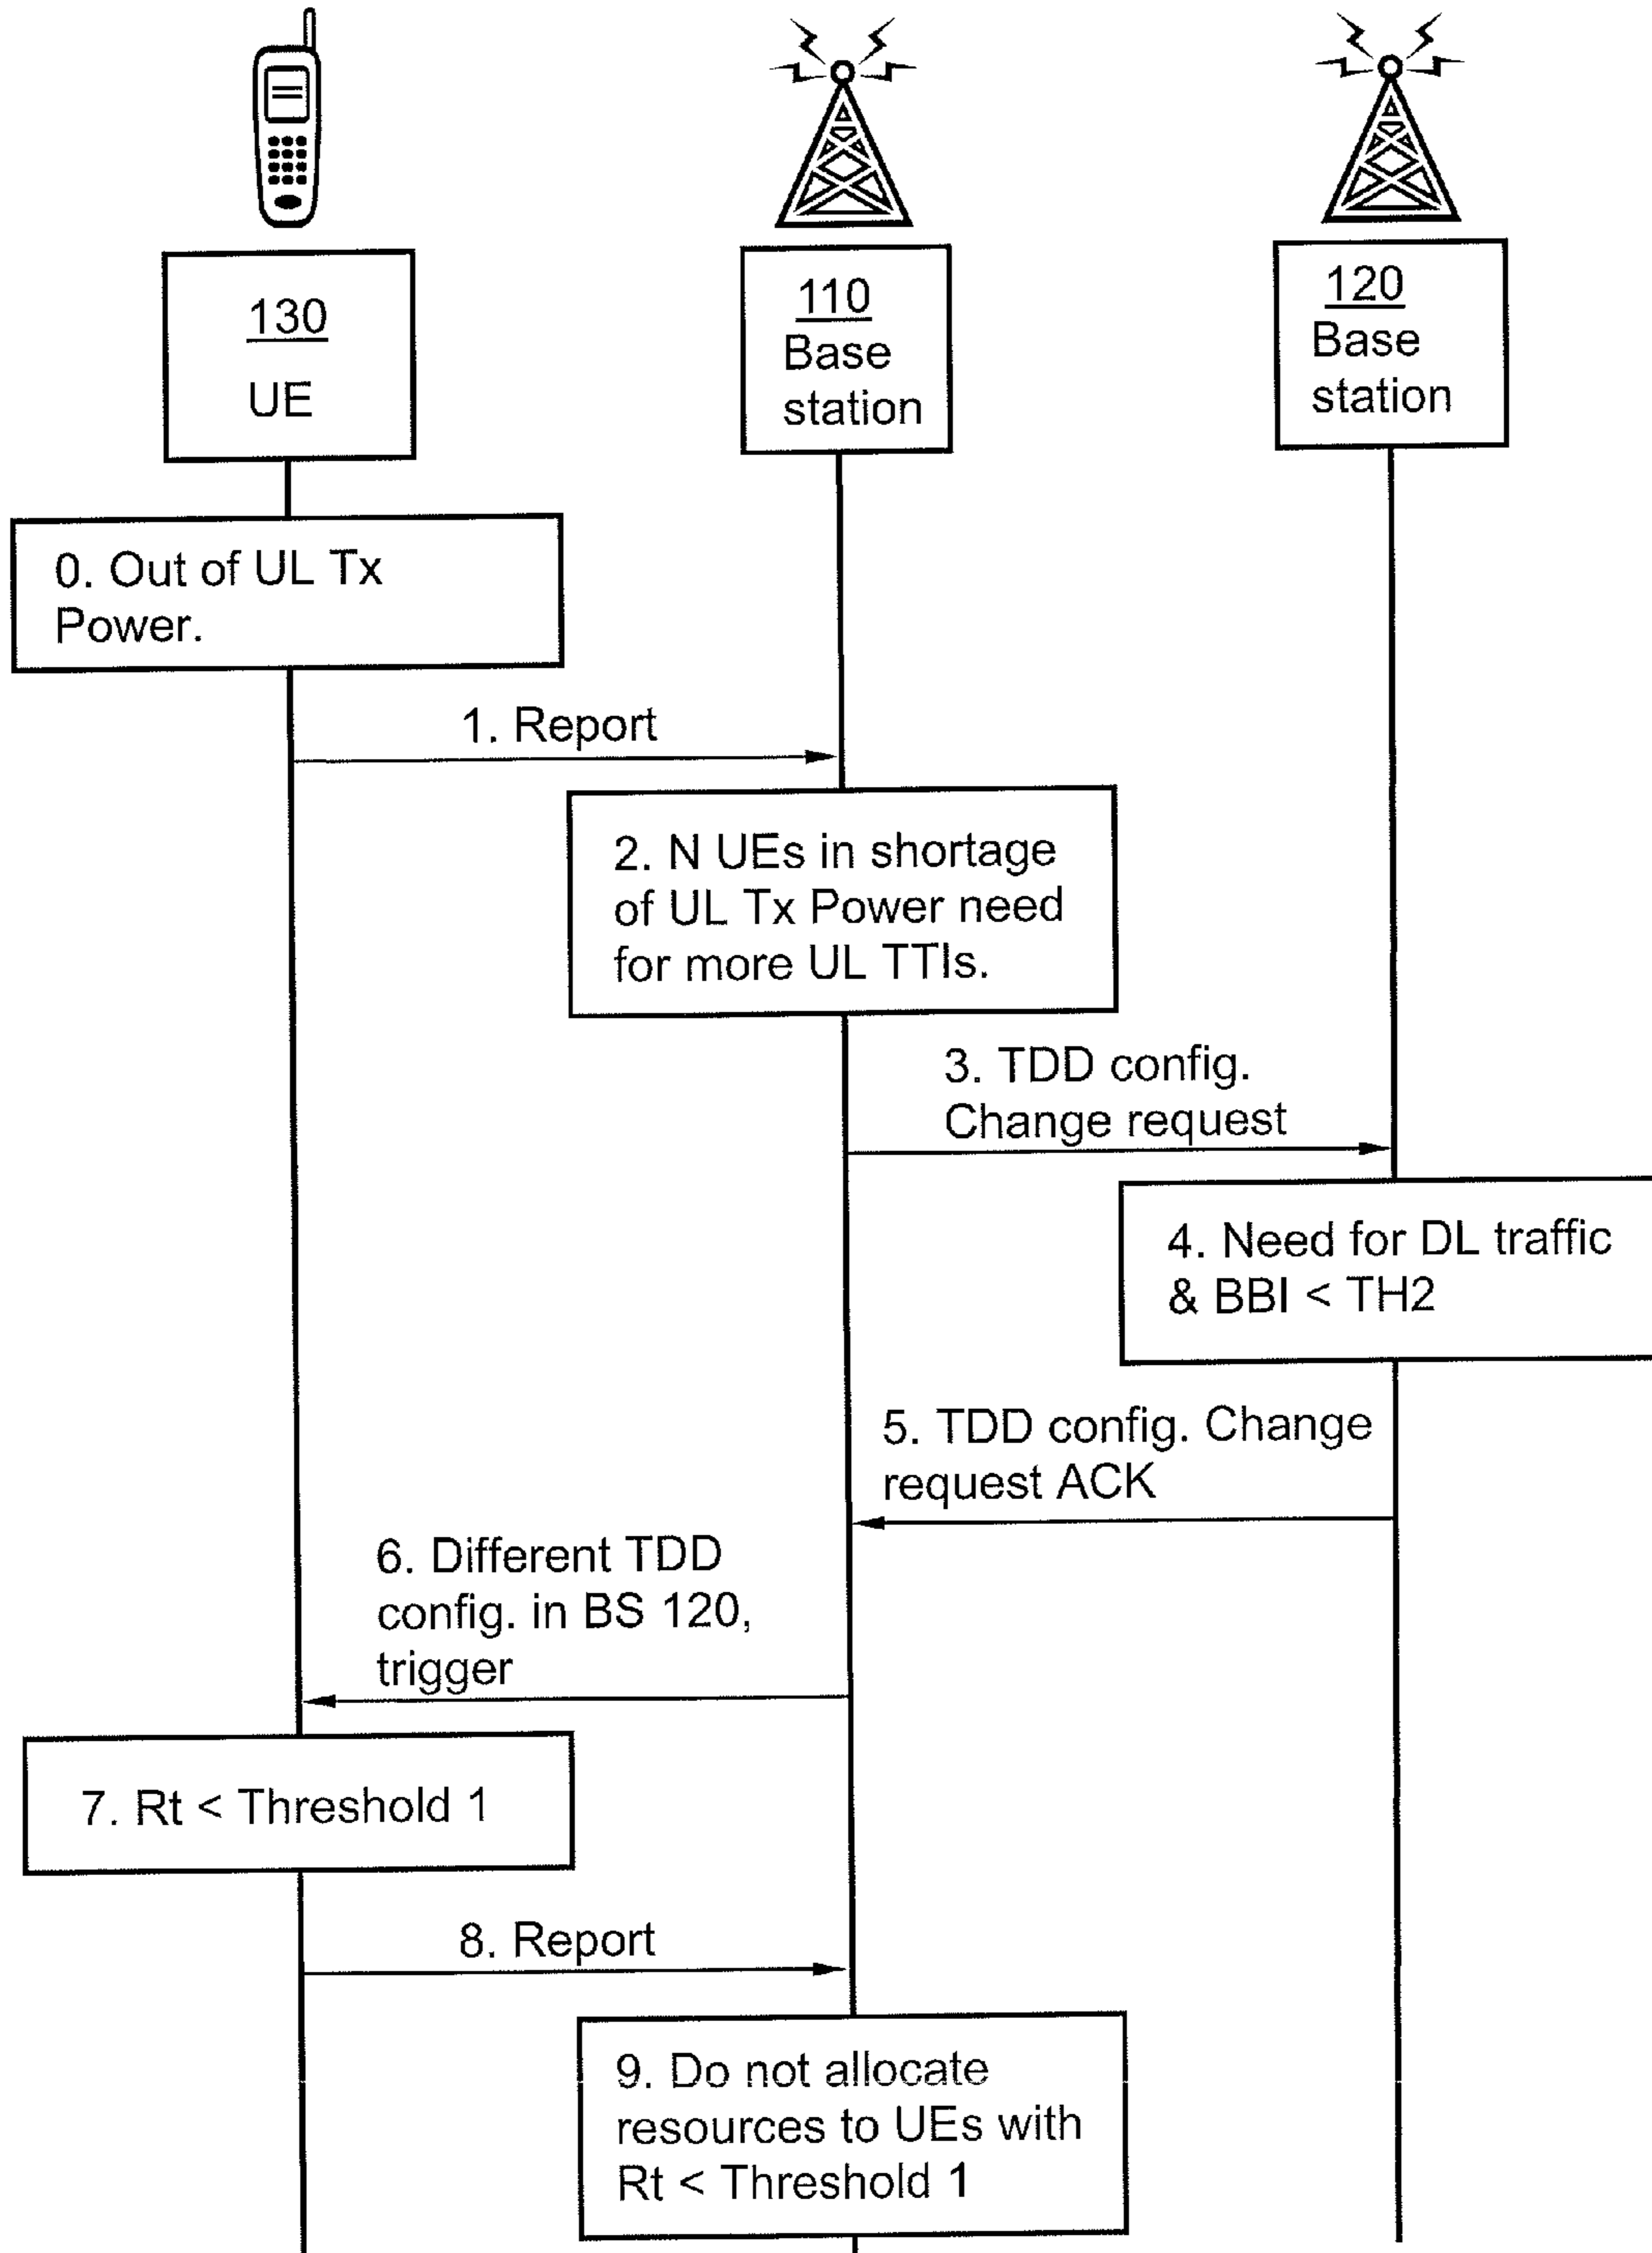 130
UE
110
Base
station
120
Base
station
0. Out of UL Tx
Power.
1. Report
2. N UEs in shortage
of UL Tx Power need
for more UL TTIs.
3. TDD config.
Change request
4. Need for DL traffic
& BBI < TH2
5. TDD config. Change
request ACK
6. Different TDD
config. in BS 120,
trigger
7. Rt < Threshold 1
8. Report
9. Do not allocate
resources to UEs with
Rt < Threshold 1